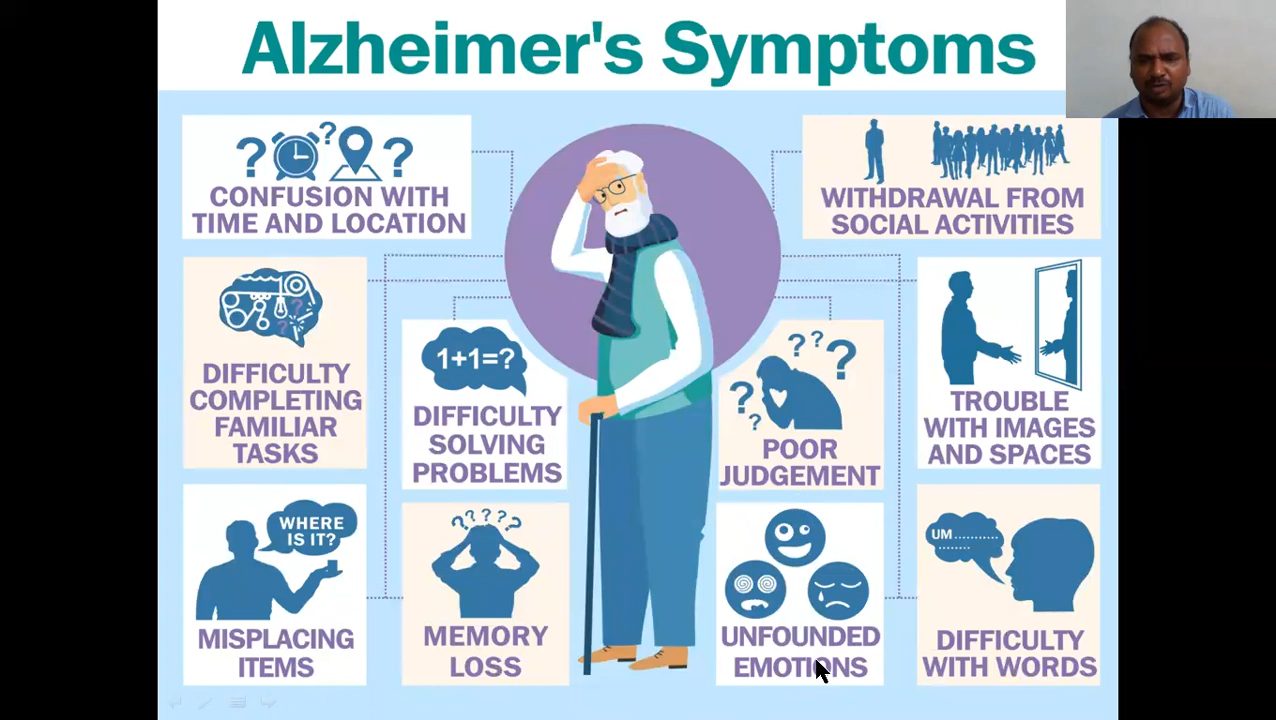 Alzheimer's Symptoms
? ? ?
CONFUSION WITH
TIME AND LOCATION
WITHDRAWAL FROM
SOCIAL ACTIVITIES
? ?
DIFFICULTY
COMPLETING
FAMILIAR
TASKS
1+1=?
DIFFICULTY
SOLVING
PROBLEMS
? ? ? ? ?
POOR
JUDGEMENT
TROUBLE
WITH IMAGES
AND SPACES
WHERE
IS IT?
MISPLACING
ITEMS
? ? ? ? ?
MEMORY
LOSS
UNFOUNDED
EMOTIONS
UM ............
........
DIFFICULTY
WITH WORDS